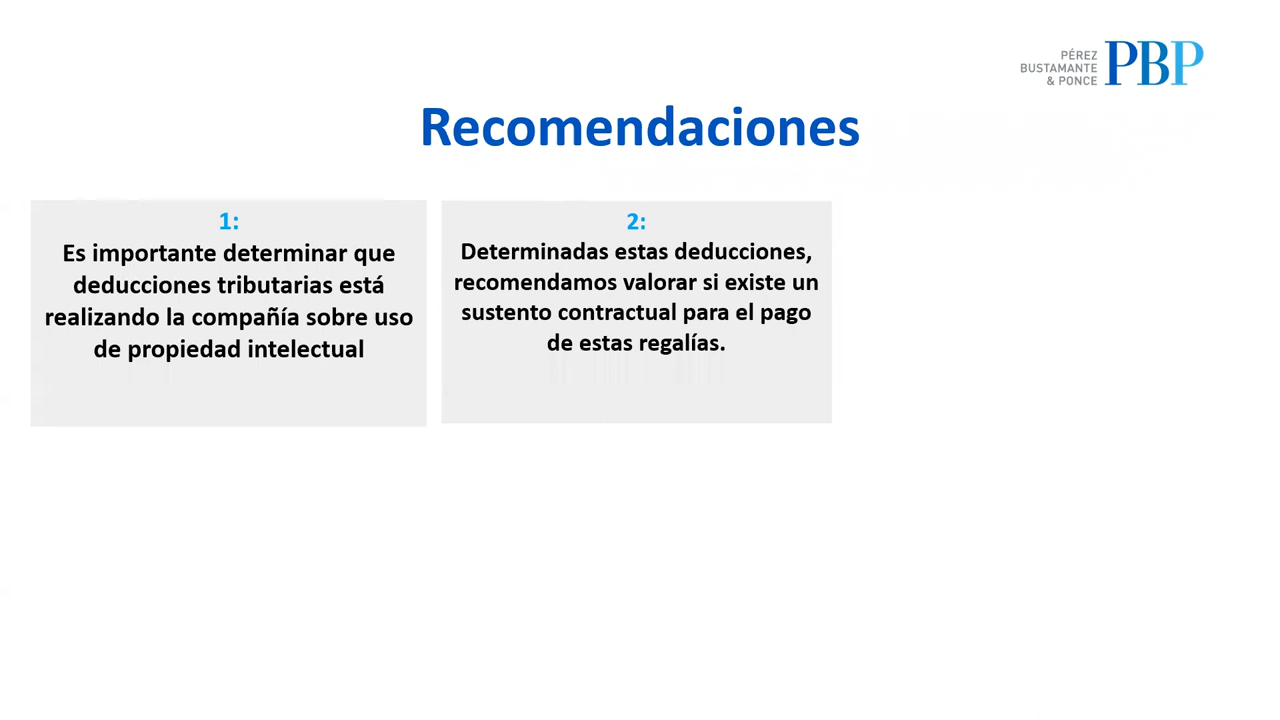 PÉREZ
BUSTAMANTE
& PONCE
PBP
Recomendaciones
1:
Es importante determinar que
deducciones tributarias está
realizando la compañía sobre uso
de propiedad intelectual
2:
Determinadas estas deducciones,
recomendamos valorar si existe un
sustento contractual para el pago
de estas regalías.